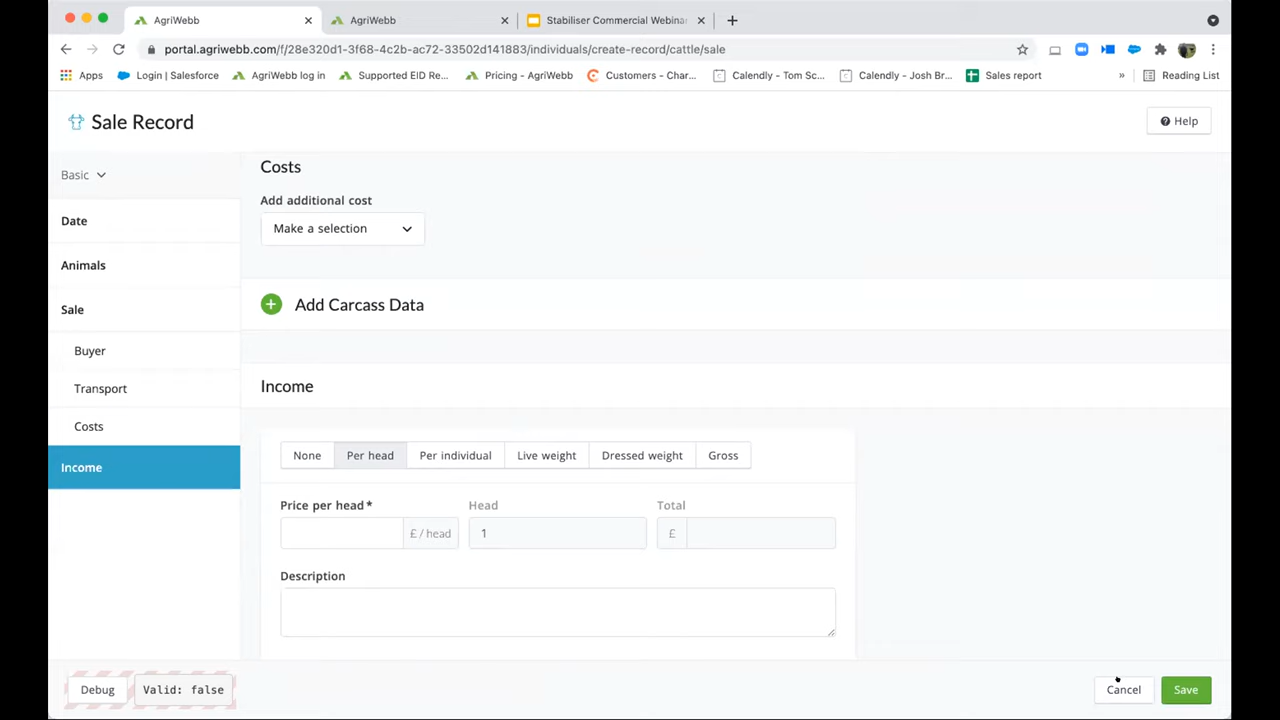 AgriWebb
AgriWebb
Stabiliser Commercial Webinar
portal.agriwebb.com/f/28e320d1-3f68-4c2b-ac72-33502d141883/individuals/create-record/cattle/sale
Apps
Login | Salesforce
AgriWebb log in
Supported EID Re...
Pricing - AgriWebb
Customers - Char...
Calendly - Tom Sc...
Calendly - Josh Br...
Sales report
»
Reading List
Sale Record
Help
Basic
Date
Animals
Sale
Buyer
Transport
Costs
Income
Costs
Add additional cost
Make a selection
Add Carcass Data
Income
None
Per head
Per individual
Live weight
Dressed weight
Gross
Price per head*
Head
Total
£ / head
1
£
Description
Debug
Valid: false
Cancel
Save